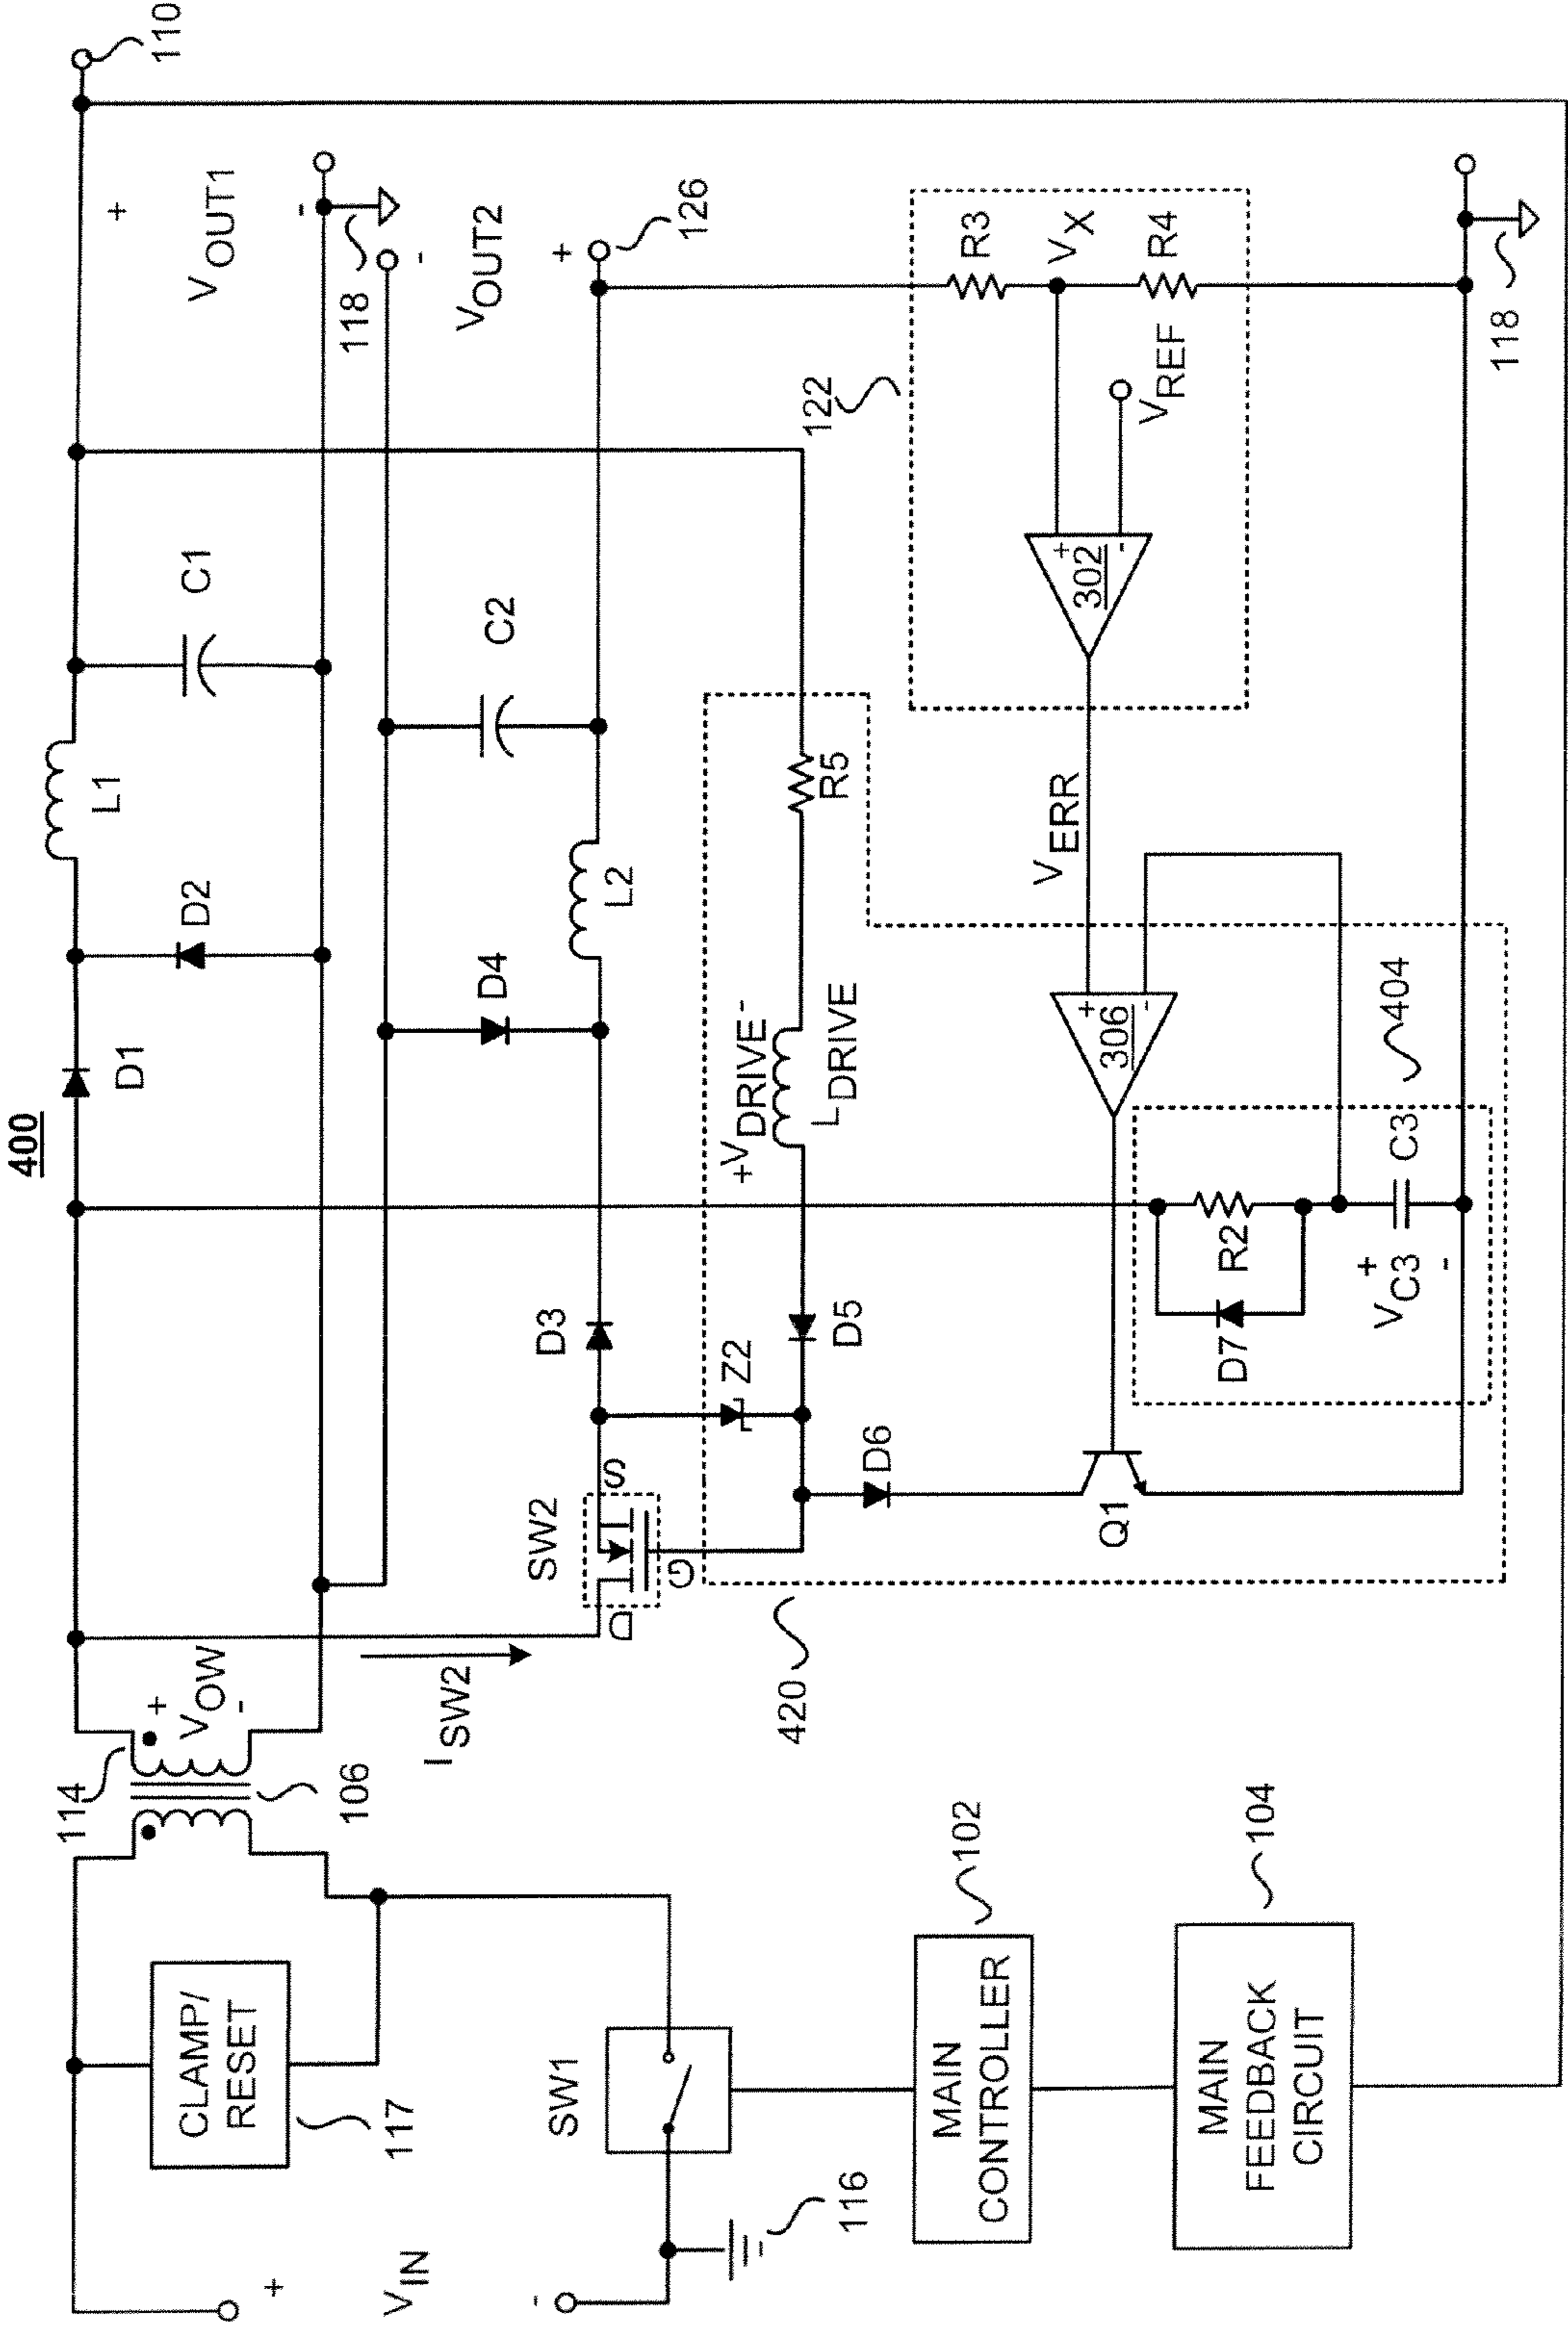 400
110
+
VOUT1
-
118
-
VOUT2
+
126
C1
L1
D2
D1
C2
L2
D4
D3
SW2
S
G
D
ISW2
114
+
VOW
-
106
CLAMP/
RESET
117
+
VIN
-
116
SW1
MAIN
CONTROLLER
102
MAIN
FEEDBACK
CIRCUIT
104
420
Z2
D5
D6
+VDRIVE-
LDRIVE
R5
122
R3
VX
R4
VREF
+
-
302
VERR
+
-
306
404
Q1
D7
R2
C3
+
VC3
-
118